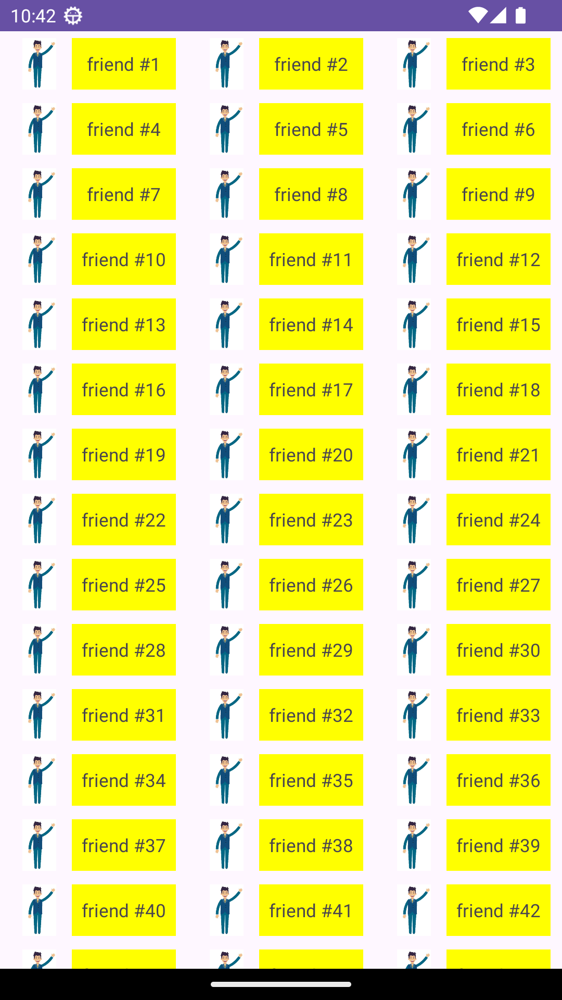 10:42
friend #1 friend #2 friend #3
friend #4 friend #5 friend #6
friend #7 friend #8 friend #9
friend #10 friend #11 friend #12
friend #13 friend #14 friend #15
friend #16 friend #17 friend #18
friend #19 friend #20 friend #21
friend #22 friend #23 friend #24
friend #25 friend #26 friend #27
friend #28 friend #29 friend #30
friend #31 friend #32 friend #33
friend #34 friend #35 friend #36
friend #37 friend #38 friend #39
friend #40 friend #41 friend #42